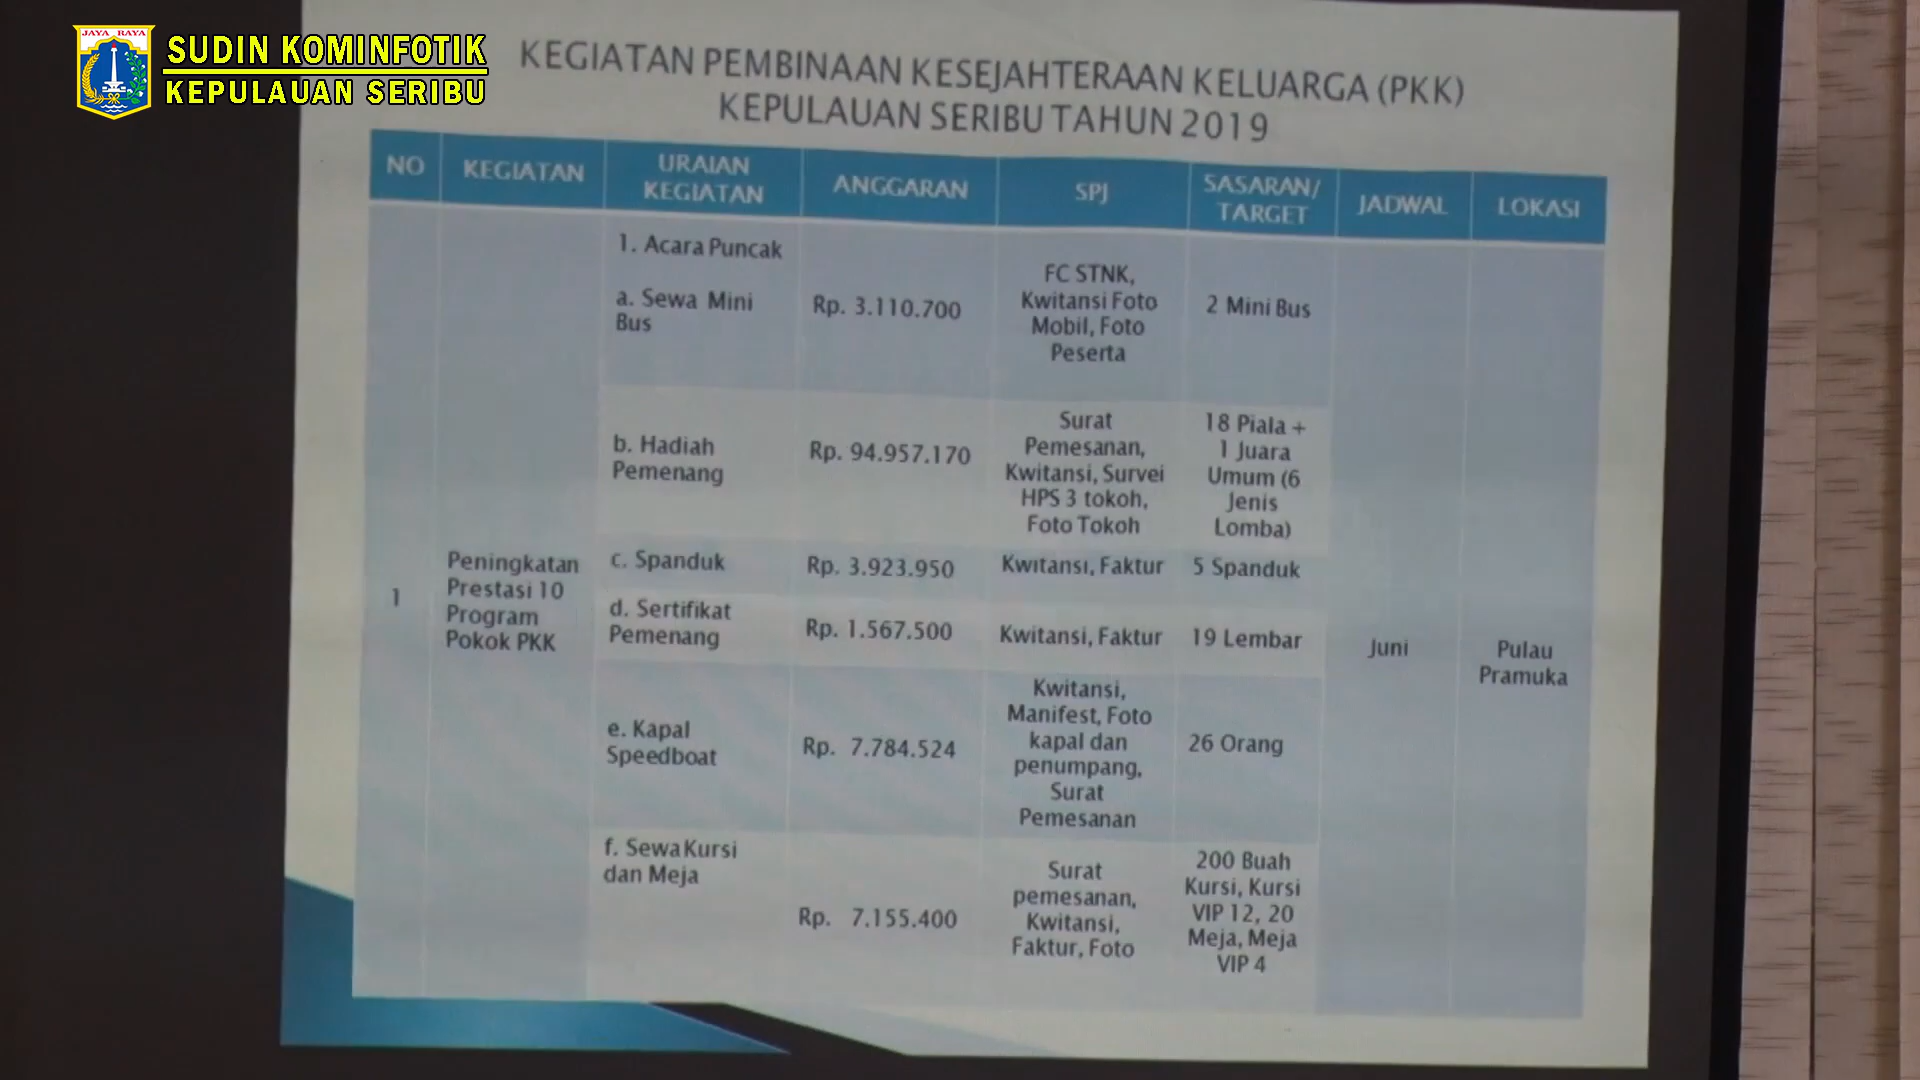 JAYA RAYA
SUDIN KOMINFOTIK
KEPULAUAN SERIBU
KEGIATAN PEMBINAAN KESEJAHTERAAN KELUARGA (PKK)
KEPULAUAN SERIBU TAHUN 2019
NO
KEGIATAN
URAIAN
KEGIATAN
ANGGARAN
SPJ
SASARAN/
TARGET
JADWAL
LOKASI
1
Peningkatan
Prestasi 10
Program
Pokok PKK
1. Acara Puncak
a. Sewa Mini
Bus
Rp. 3.110.700
FC STNK,
Kwitansi Foto
Mobil, Foto
Peserta
2 Mini Bus
b. Hadiah
Pemenang
Rp. 94.957.170
Surat
Pemesanan,
Kwitansi, Survei
HPS 3 tokoh,
Foto Tokoh
18 Piala +
1 Juara
Umum (6
Jenis
Lomba)
c. Spanduk
Rp. 3.923.950
Kwitansi, Faktur
5 Spanduk
d. Sertifikat
Pemenang
Rp. 1.567.500
Kwitansi, Faktur
19 Lembar
e. Kapal
Speedboat
Rp. 7.784.524
Kwitansi,
Manifest, Foto
kapal dan
penumpang,
Surat
Pemesanan
26 Orang
f. Sewa Kursi
dan Meja
Rp. 7.155.400
Surat
pemesanan,
Kwitansi,
Faktur, Foto
200 Buah
Kursi, Kursi
VIP 12, 20
Meja, Meja
VIP 4
Juni
Pulau
Pramuka